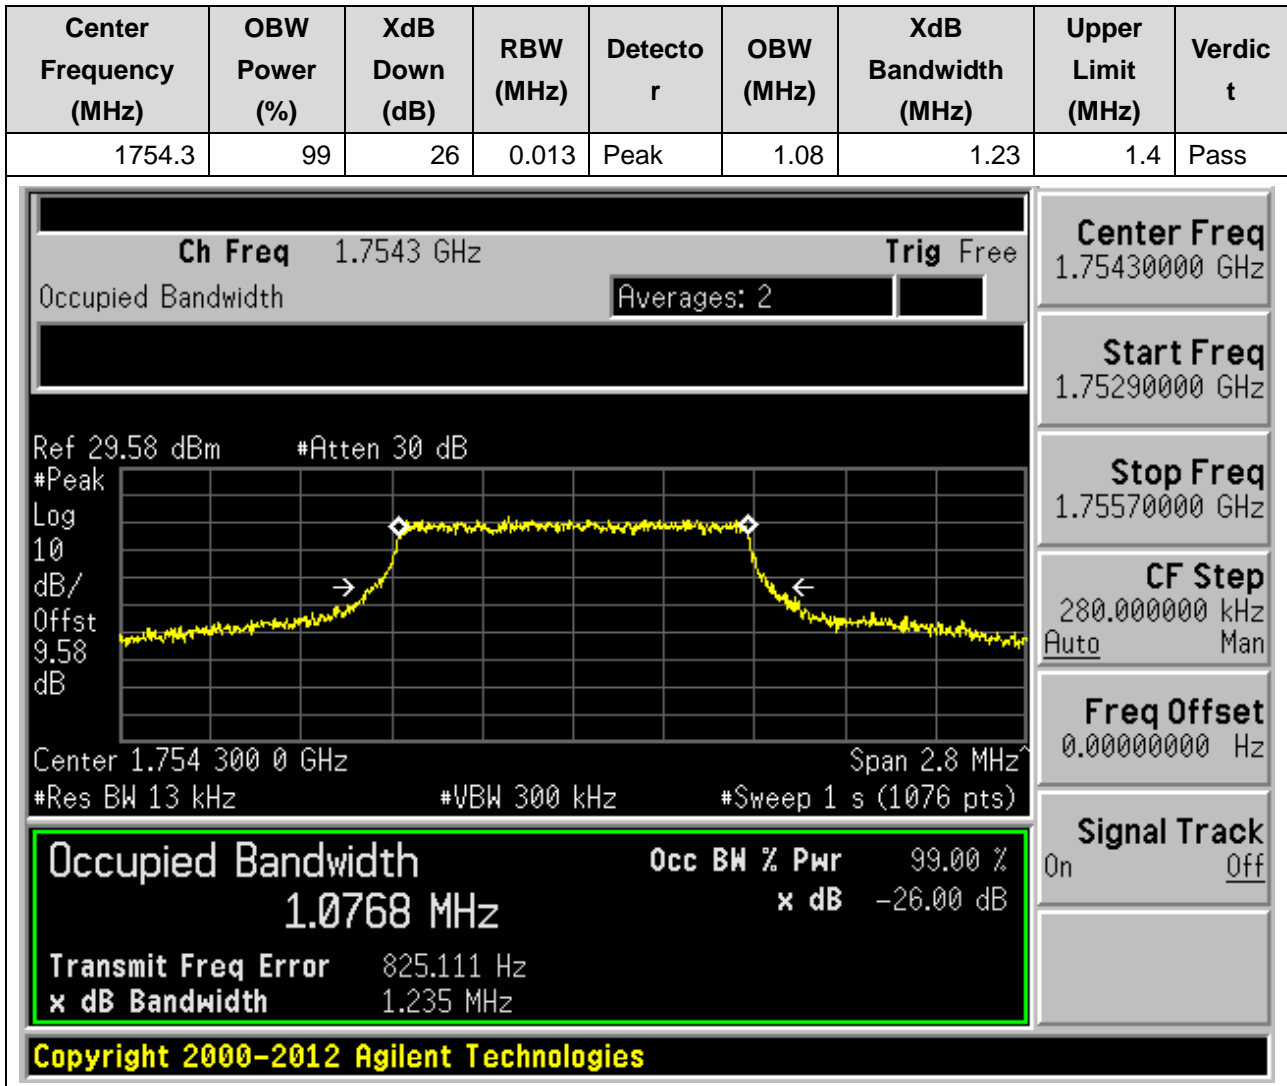 Center Frequency (MHz) OBW Power (%) XdB Down (dB) RBW (MHz) Detecto r OBW (MHz) XdB Bandwidth (MHz) Upper Limit (MHz) Verdic t
1754.3 99 26 0.013 Peak 1.08 1.23 1.4 Pass
Ch Freq 1.7543 GHz Trig Free
Occupied Bandwidth Averages: 2
Ref 29.58 dBm #Atten 30 dB
#Peak
Log
10
dB/
Offst
9.58
dB
Center 1.754 300 0 GHz Span 2.8 MHz^
#Res BW 13 kHz #VBW 300 kHz #Sweep 1 s (1076 pts)
Occupied Bandwidth Occ BW % Pwr 99.00 %
1.0768 MHz x dB -26.00 dB
Transmit Freq Error 825.111 Hz
x dB Bandwidth 1.235 MHz
Copyright 2000-2012 Agilent Technologies
Center Freq
1.75430000 GHz
Start Freq
1.75290000 GHz
Stop Freq
1.75570000 GHz
CF Step
280.000000 kHz
Auto Man
Freq Offset
0.00000000 Hz
Signal Track
On Off